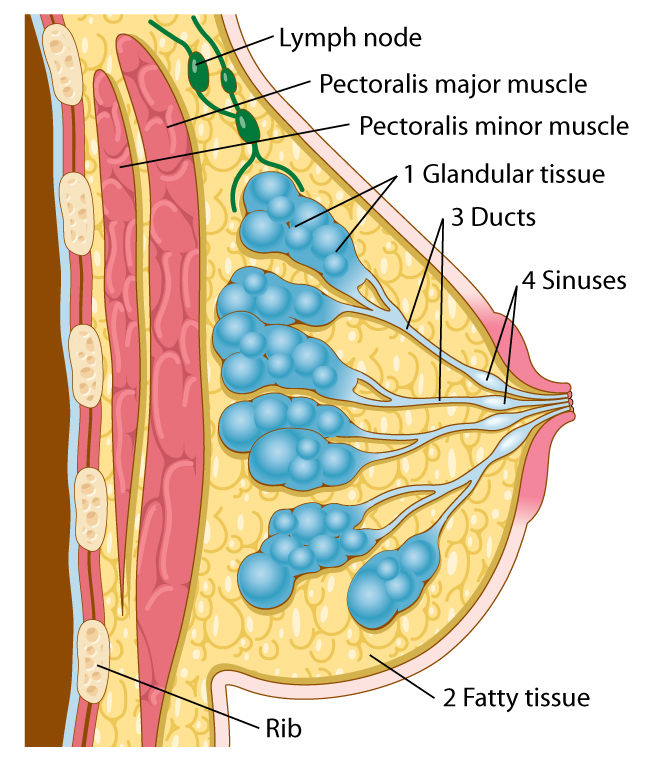 Lymph node
Pectoralis major muscle
Pectoralis minor muscle
1 Glandular tissue
3 Ducts
4 Sinuses
2 Fatty tissue
Rib